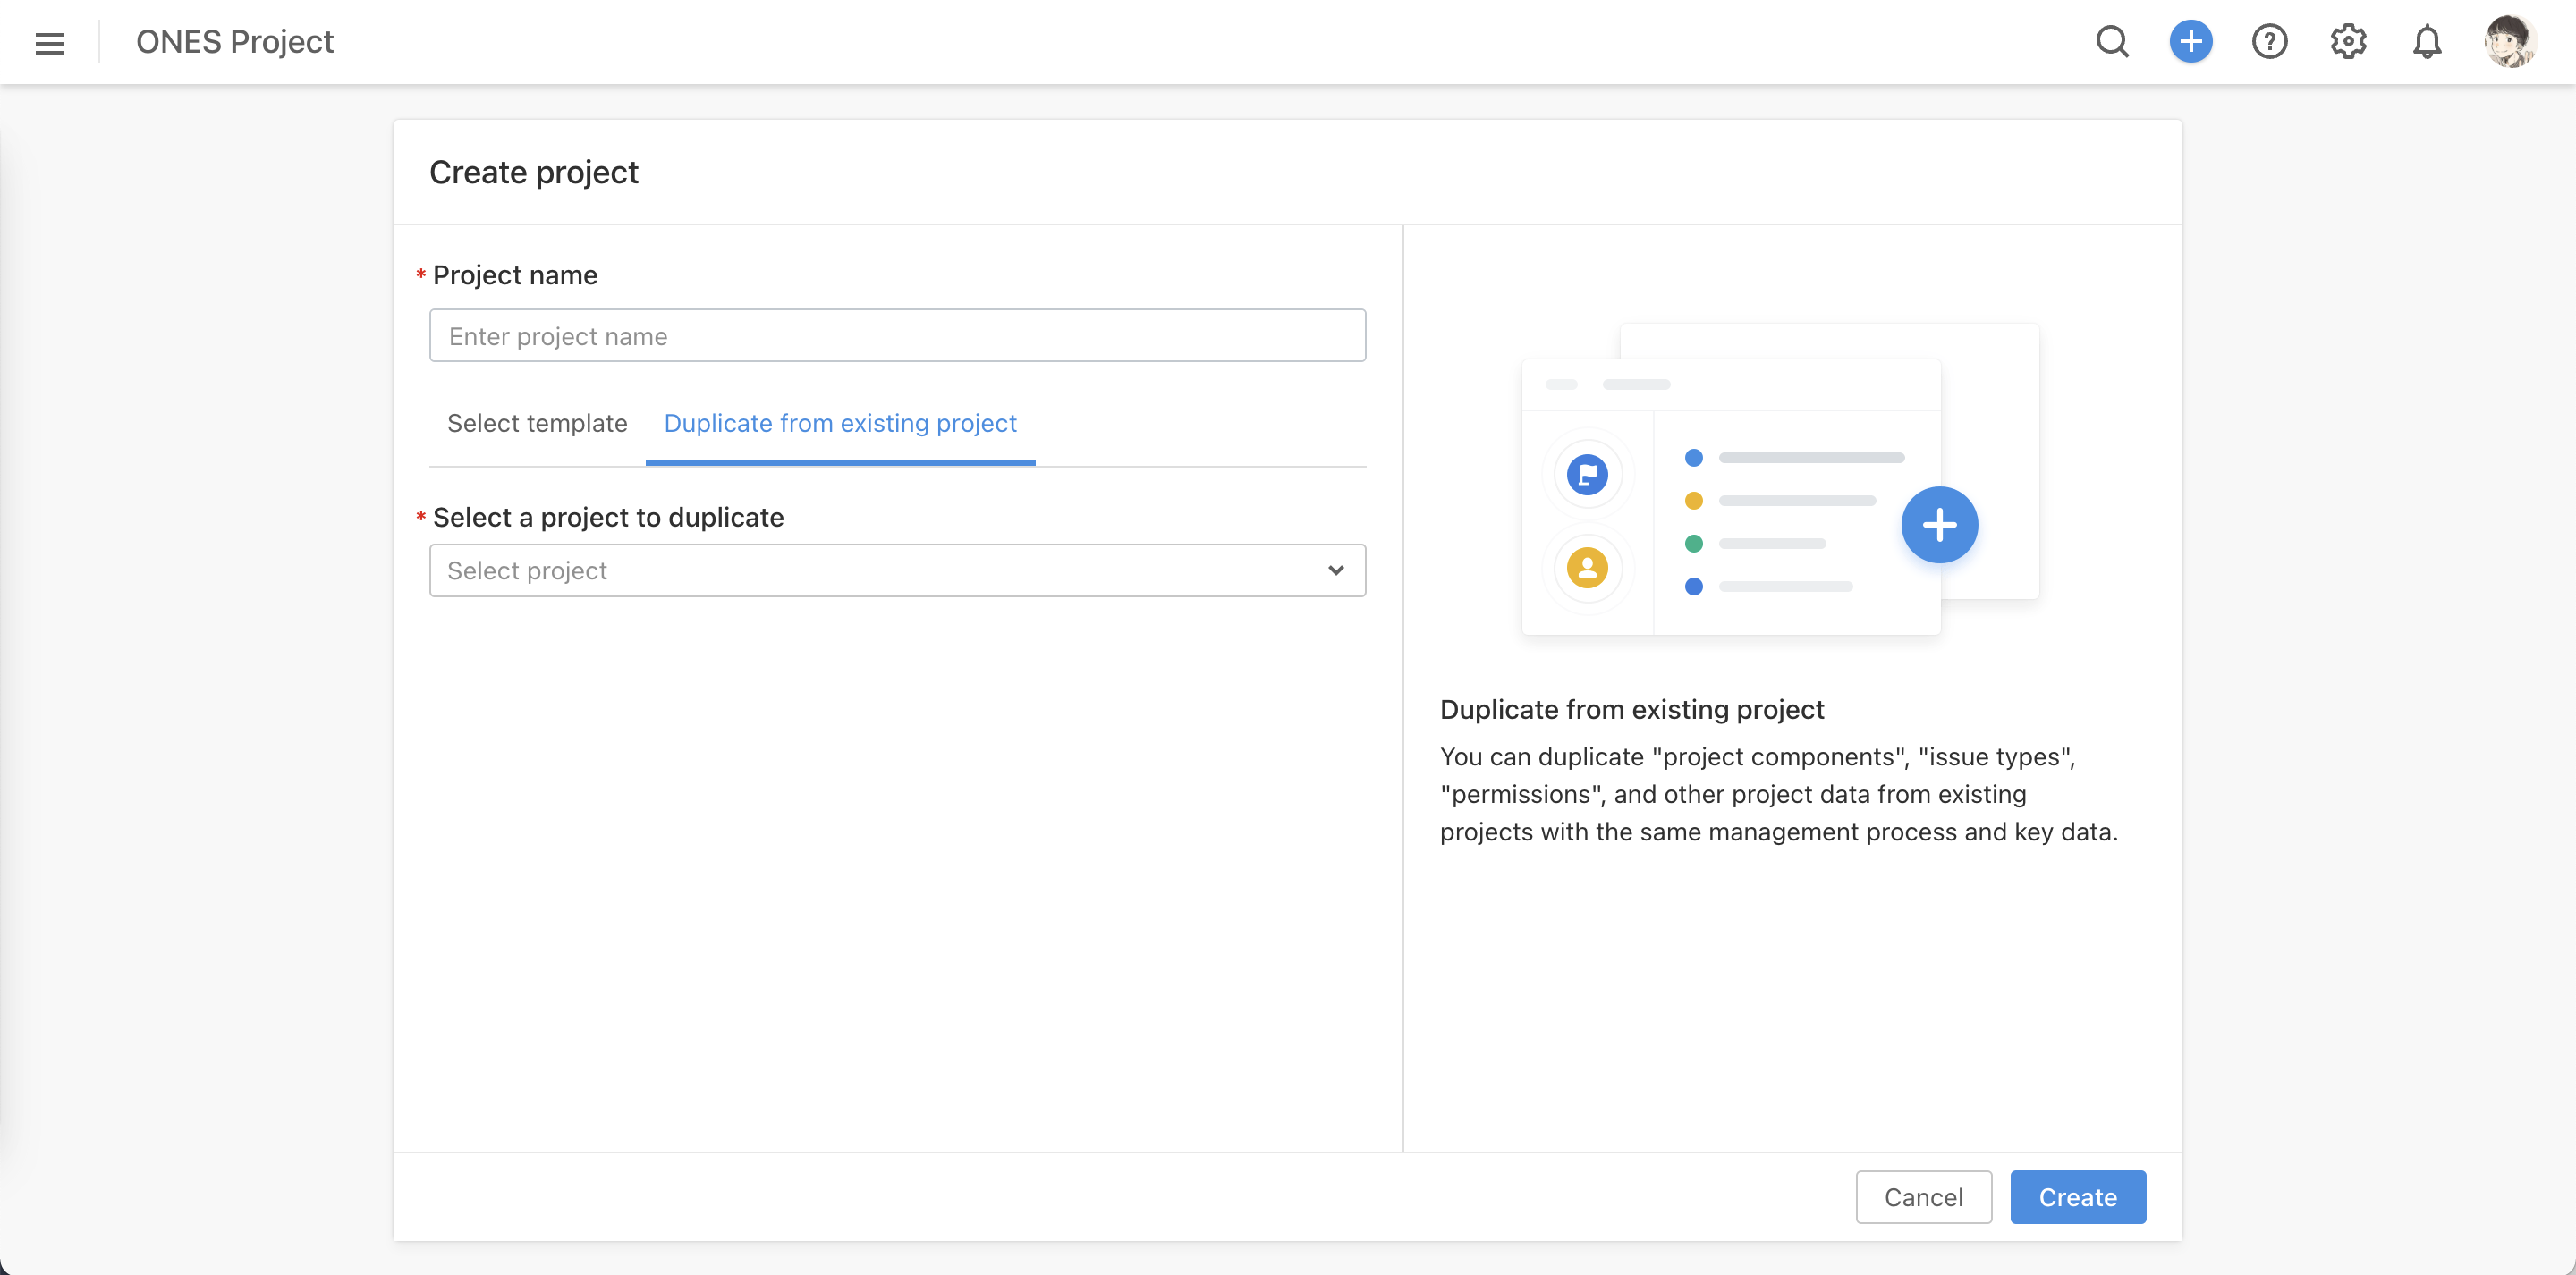 ONES Project
Create project
* Project name
Enter project name
Select template
Duplicate from existing project
* Select a project to duplicate
Select project
Duplicate from existing project
You can duplicate "project components", "issue types",
"permissions", and other project data from existing
projects with the same management process and key data.
Cancel
Create